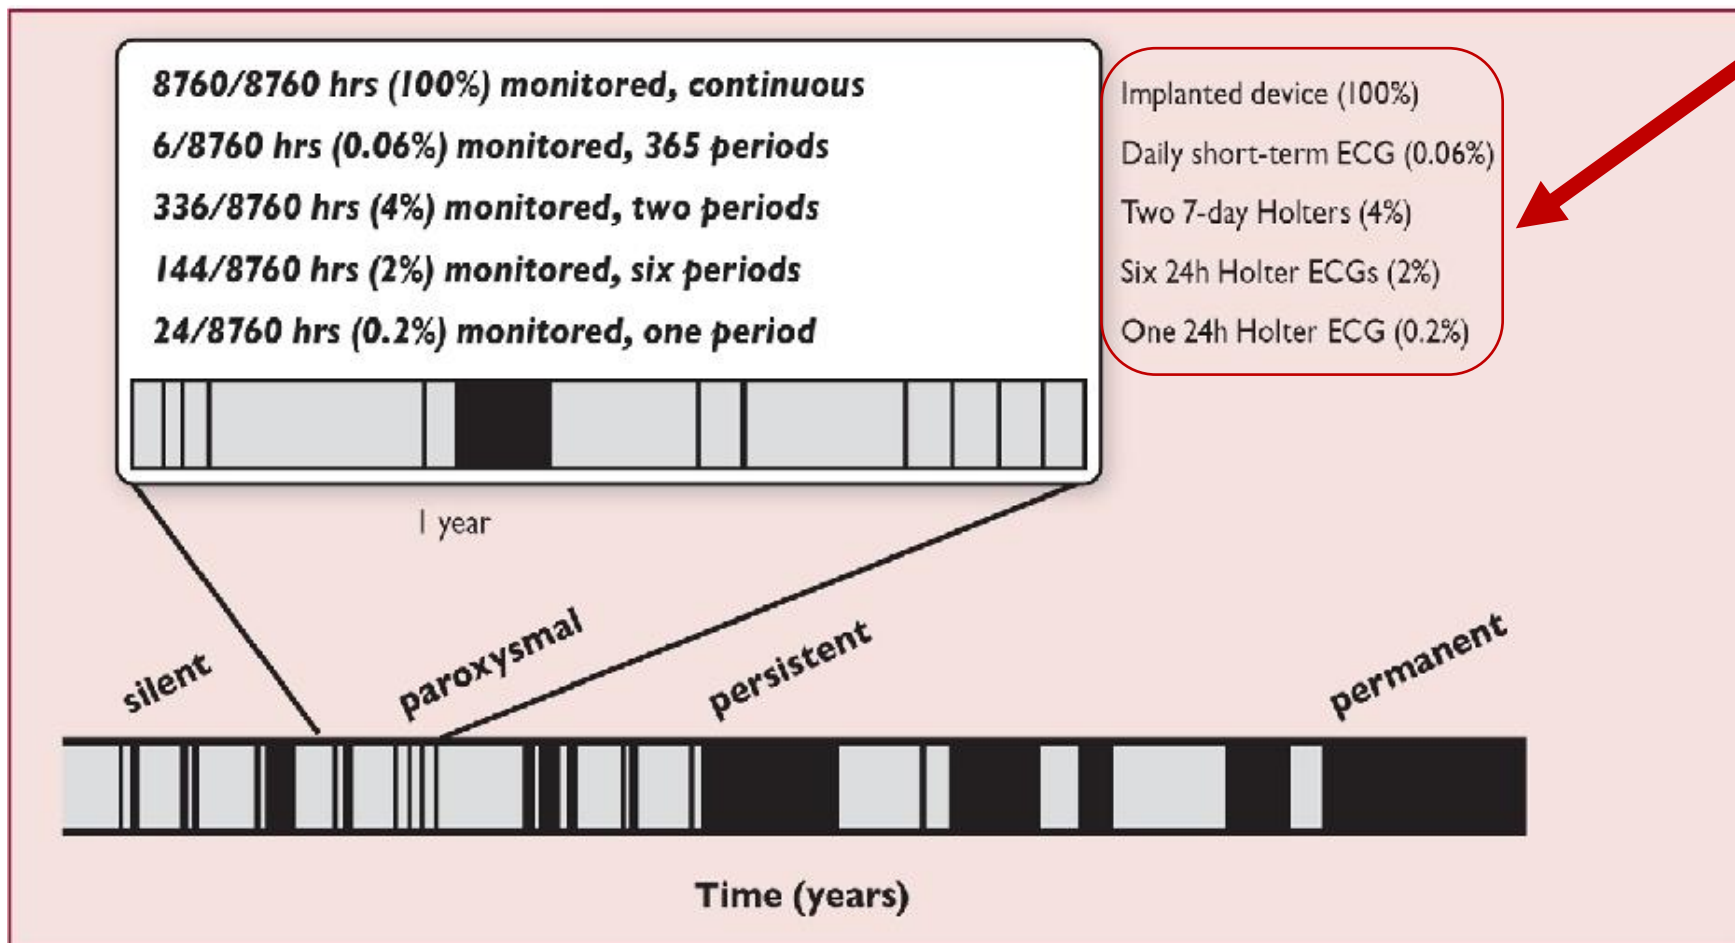 8760/8760 hrs (100%) monitored, continuous
6/8760 hrs (0.06%) monitored, 365 periods
336/8760 hrs (4%) monitored, two periods
144/8760 hrs (2%) monitored, six periods
24/8760 hrs (0.2%) monitored, one period
Implanted device (100%)
Daily short-term ECG (0.06%)
Two 7-day Holters (4%)
Six 24h Holter ECGs (2%)
One 24h Holter ECG (0.2%)
1 year
silent
paroxysmal
persistent
permanent
Time (years)